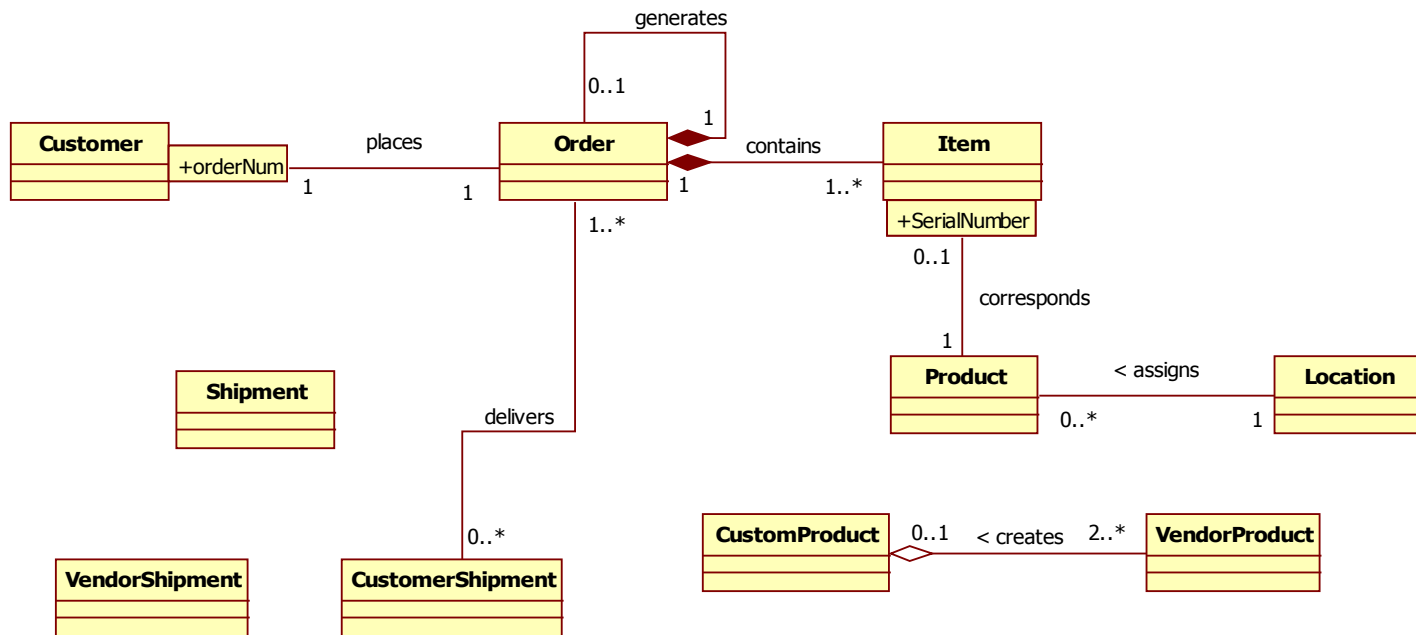 generates
0..1
1
Customer
places
Order
contains
Item
+orderNum
1
1
1
1..*
1..*
+SerialNumber
0..1
corresponds
1
Shipment
Product
< assigns
Location
0..*
1
delivers
0..*
CustomProduct
0..1
< creates
2..*
VendorProduct
VendorShipment
CustomerShipment